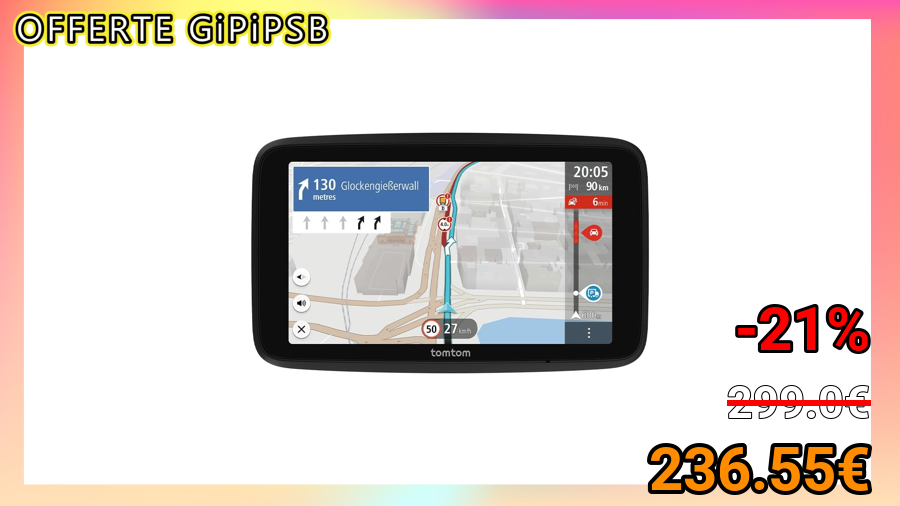 OFFERTE GiPiPSB
130 Glockengießerwall
metres
20:05
90 km
6 min
50
27 km/h
tomtom
-21%
299.0€
236.55€